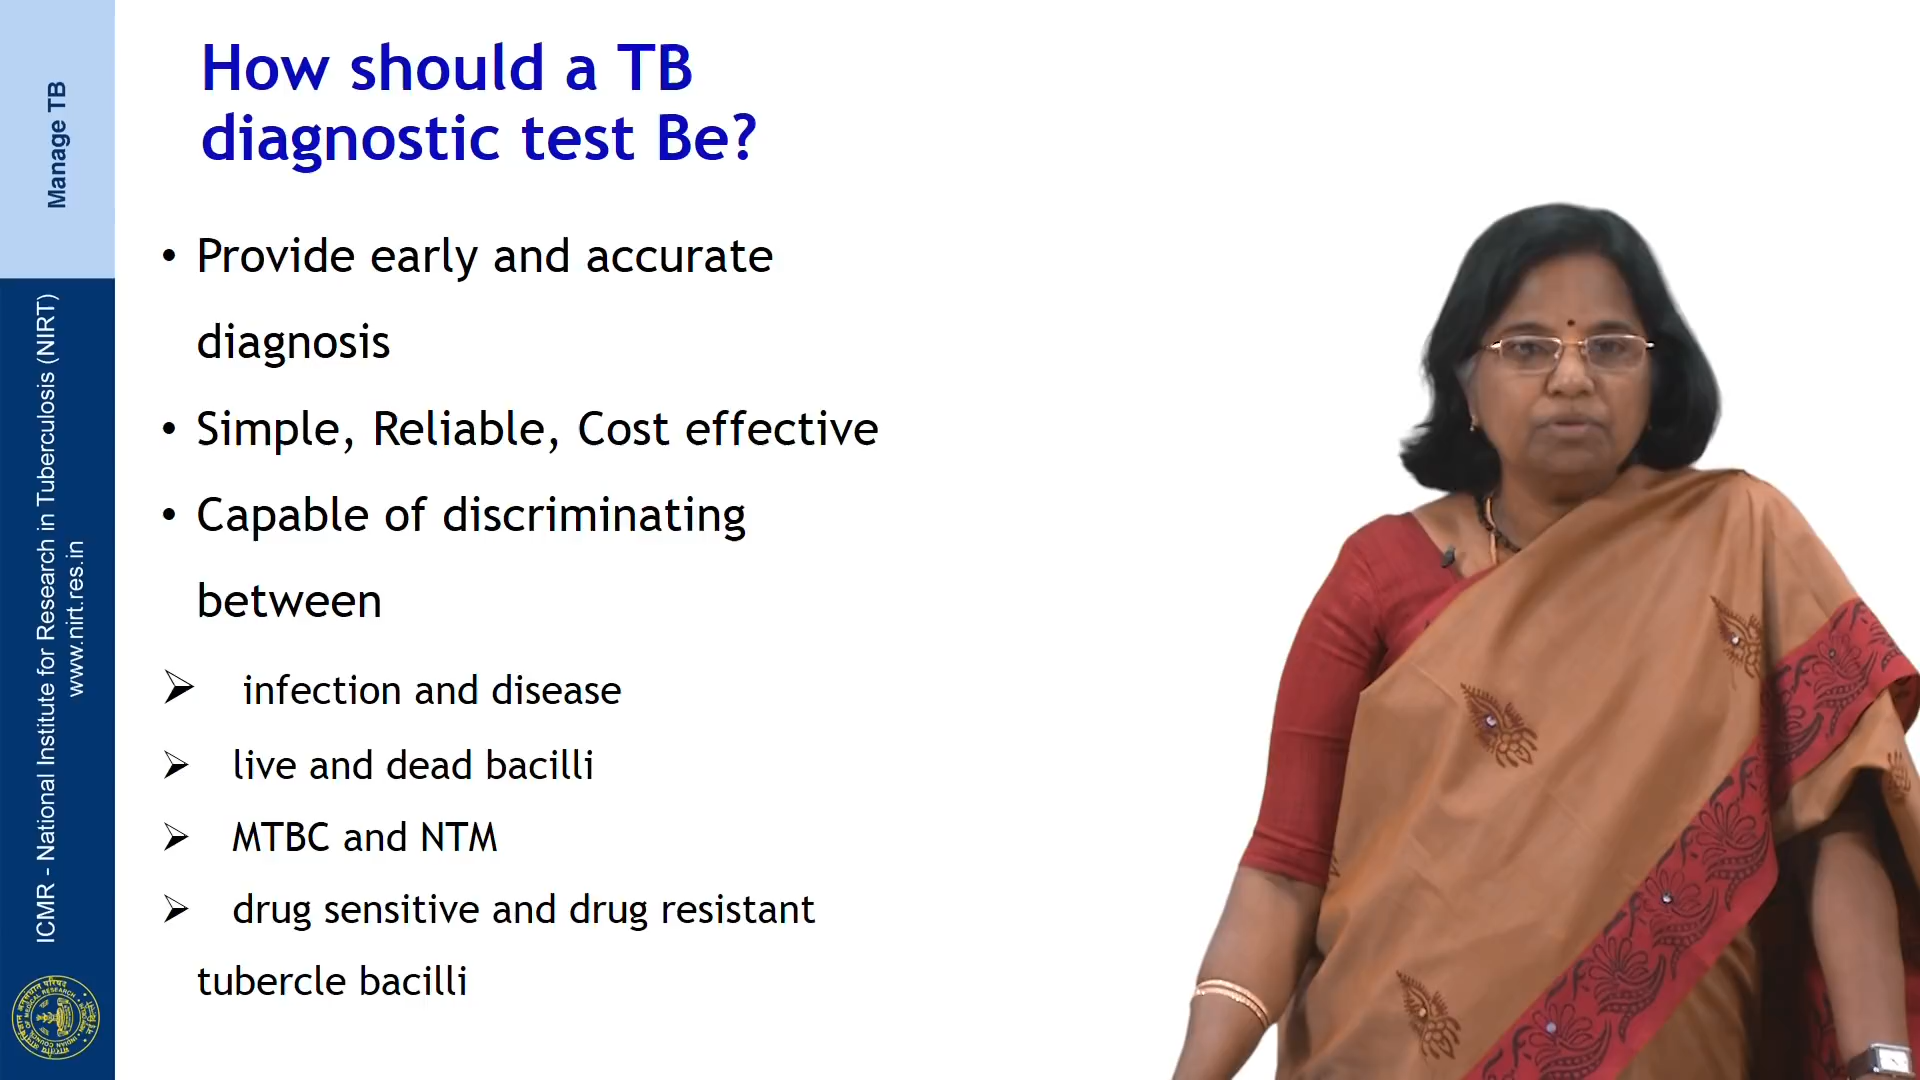 How should a TB
diagnostic test Be?
• Provide early and accurate
diagnosis
• Simple, Reliable, Cost effective
• Capable of discriminating
between
➢ infection and disease
➢ live and dead bacilli
➢ MTBC and NTM
➢ drug sensitive and drug resistant
tubercle bacilli
Manage TB
ICMR - National Institute for Research in Tuberculosis (NIRT)
www.nirt.res.in